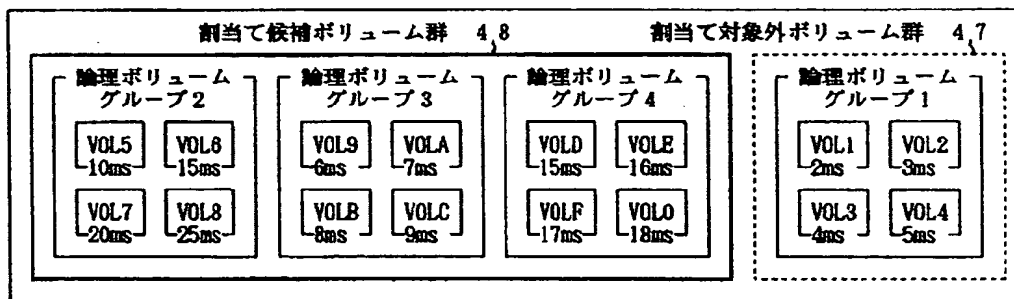 割当て候補ボリューム群 48
割当て対象外ボリューム群 47
論理ボリューム
グループ2
VOL5
10ms
VOL6
15ms
VOL7
20ms
VOL8
25ms
論理ボリューム
グループ3
VOL9
6ms
VOLA
7ms
VOLB
8ms
VOLC
9ms
論理ボリューム
グループ4
VOLD
15ms
VOLE
16ms
VOLF
17ms
VOL0
18ms
論理ボリューム
グループ1
VOL1
2ms
VOL2
3ms
VOL3
4ms
VOL4
5ms